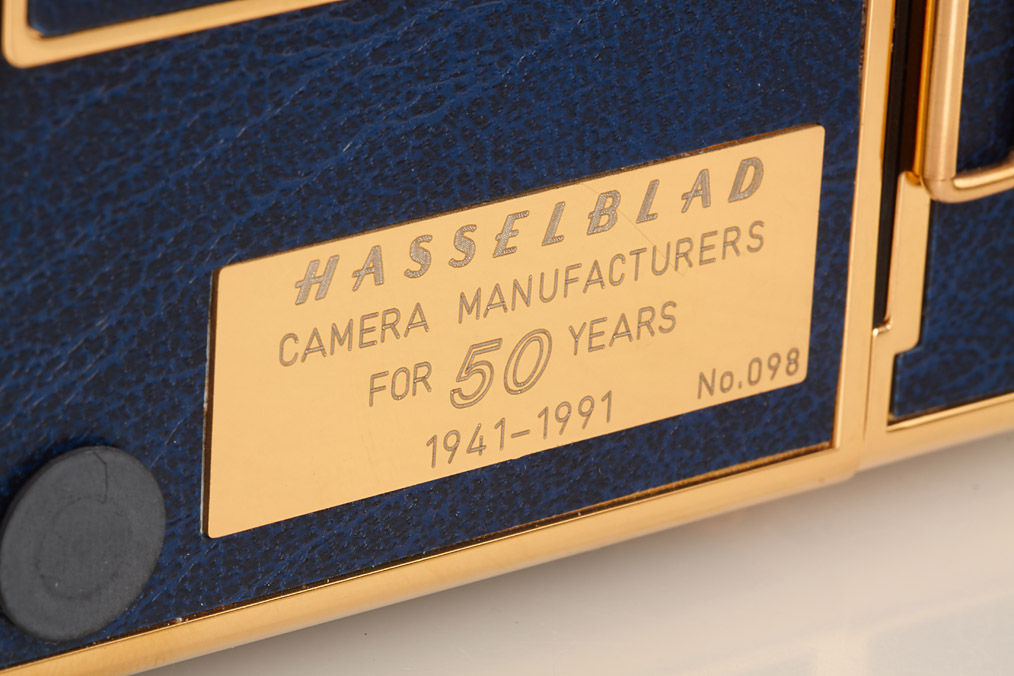 HASSELBLAD
CAMERA MANUFACTURERS
FOR 50 YEARS
1941-1991
No.098